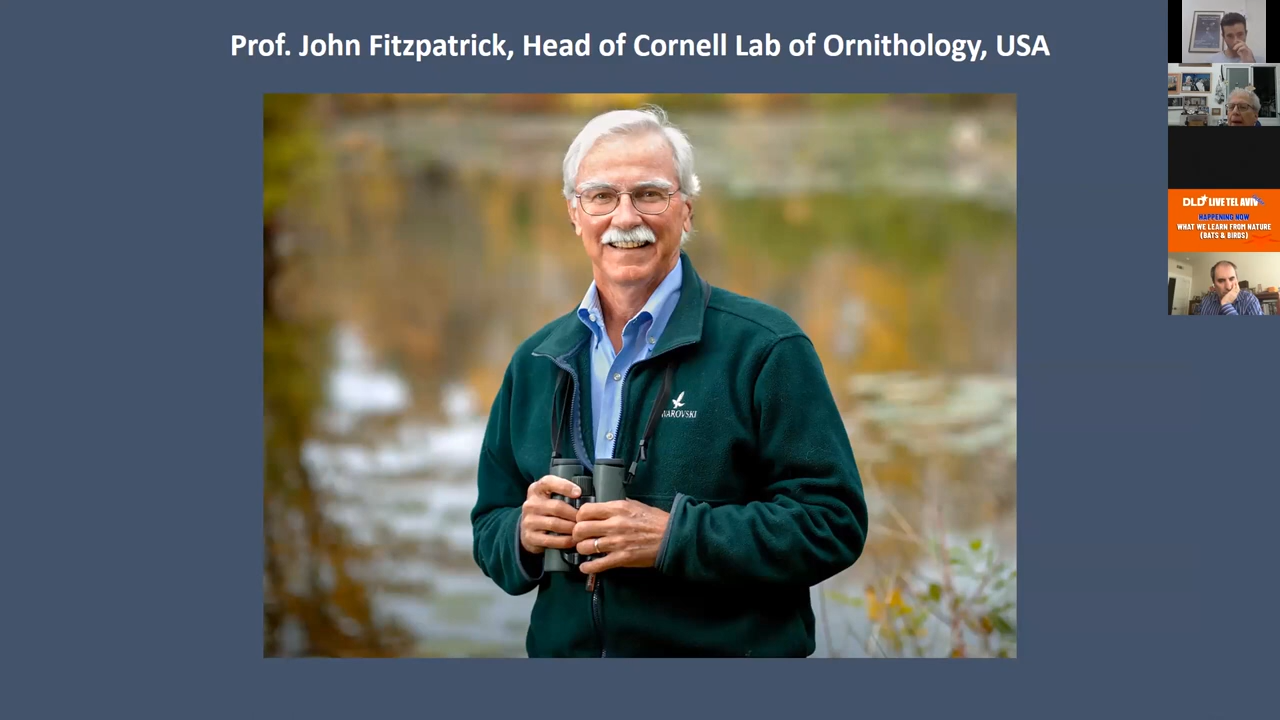 Prof. John Fitzpatrick, Head of Cornell Lab of Ornithology, USA
DLD LIVE TEL AVIV
HAPPENING NOW
WHAT WE LEARN FROM NATURE
(BATS & BIRDS)